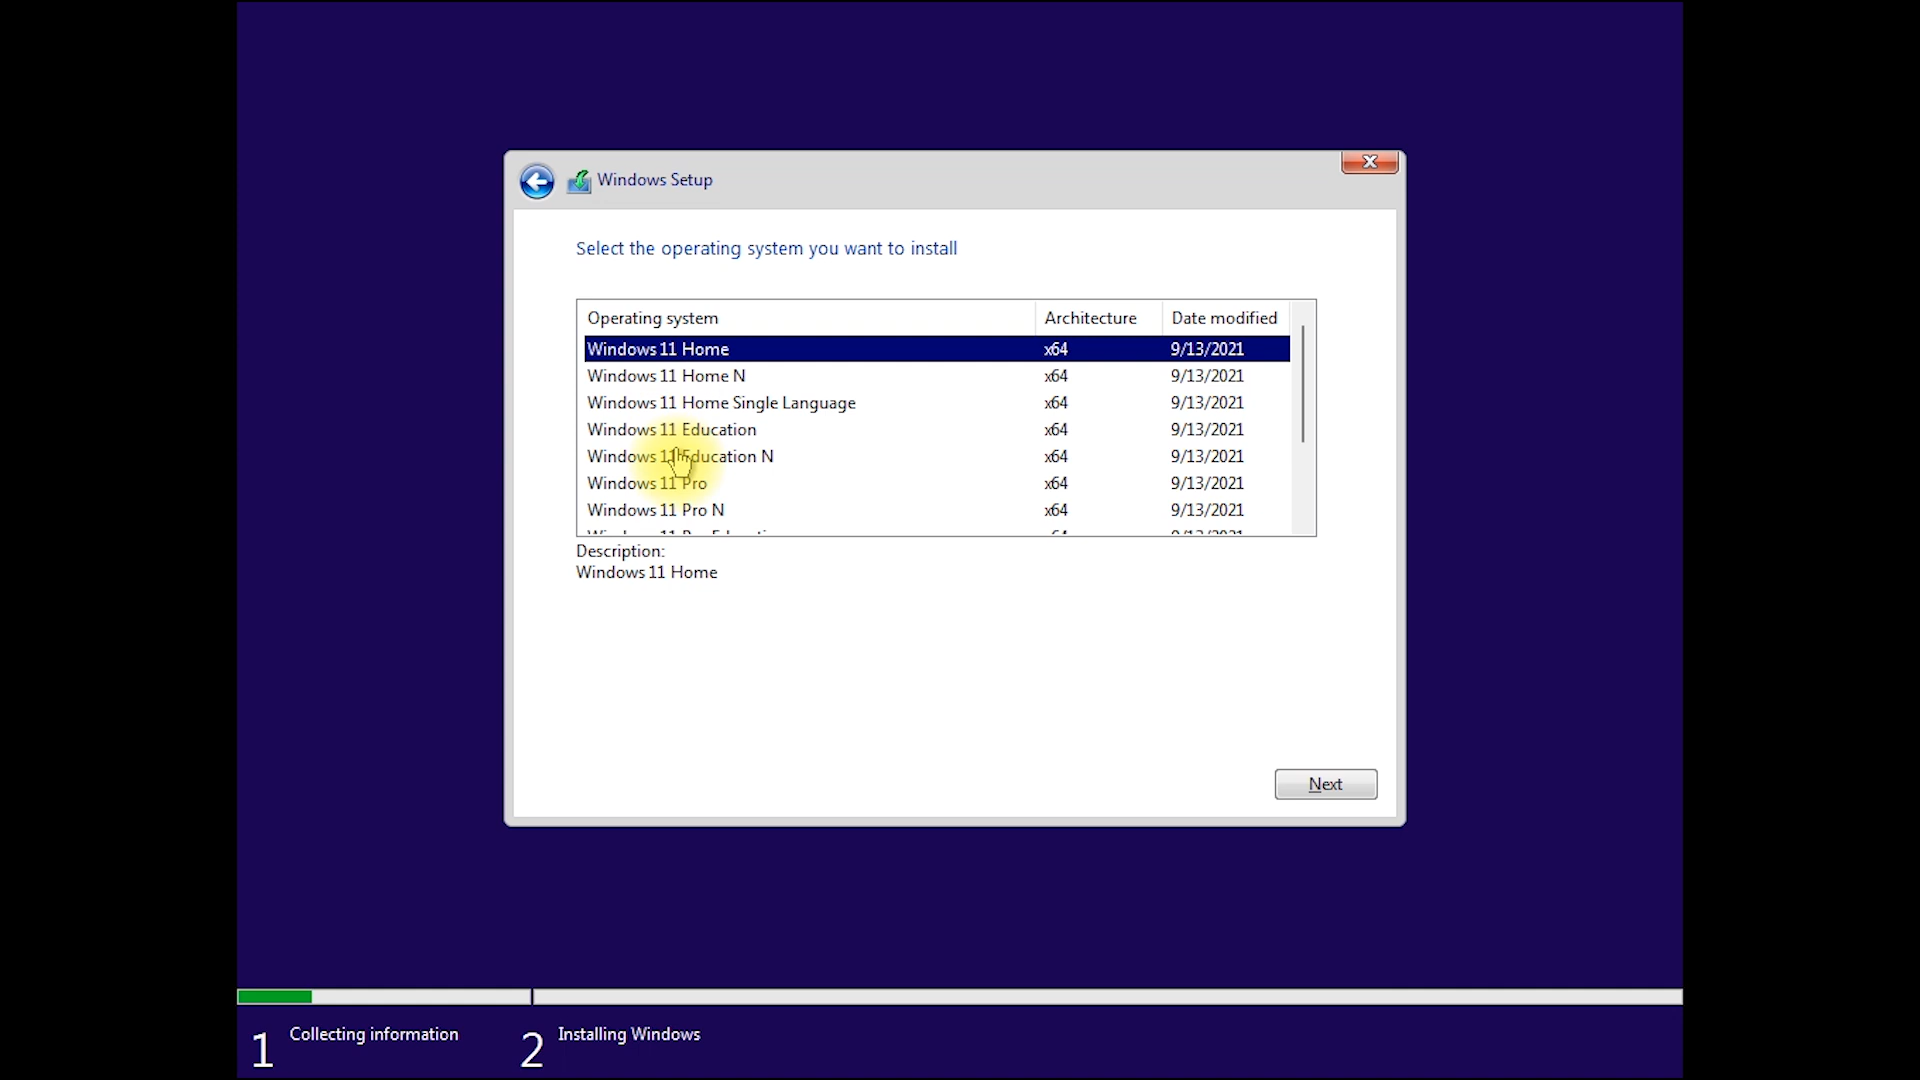 Windows Setup
Select the operating system you want to install
Operating system Architecture Date modified
Windows 11 Home x64 9/13/2021
Windows 11 Home N x64 9/13/2021
Windows 11 Home Single Language x64 9/13/2021
Windows 11 Education x64 9/13/2021
Windows 11 Education N x64 9/13/2021
Windows 11 Pro x64 9/13/2021
Windows 11 Pro N x64 9/13/2021
Description:
Windows 11 Home
Next
1 Collecting information
2 Installing Windows